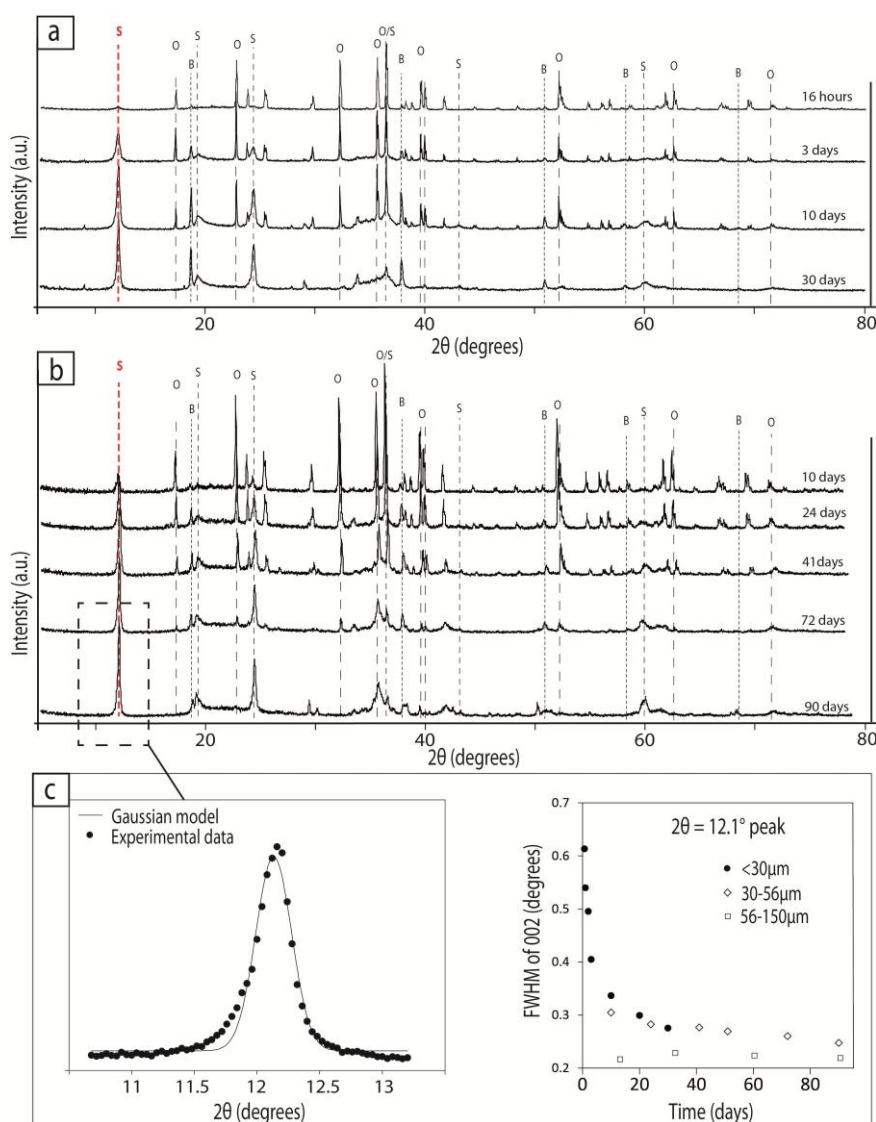 a
S O B S O S O O O/S B O S B O B S O B O
16 hours
3 days
10 days
30 days
Intensity (a.u.)
20 40 60 80
2θ (degrees)
b
S O B S O S O O O/S B O S B O B S O B O
10 days
24 days
41days
72 days
90 days
Intensity (a.u.)
20 40 60 80
2θ (degrees)
c
Gaussian model
Experimental data
11 11.5 12 12.5 13
2θ (degrees)
0.7
0.6
0.5
0.4
0.3
0.2
FWHM of 002 (degrees)
2θ = 12.1° peak
<30µm
30-56µm
56-150µm
0 20 40 60 80
Time (days)